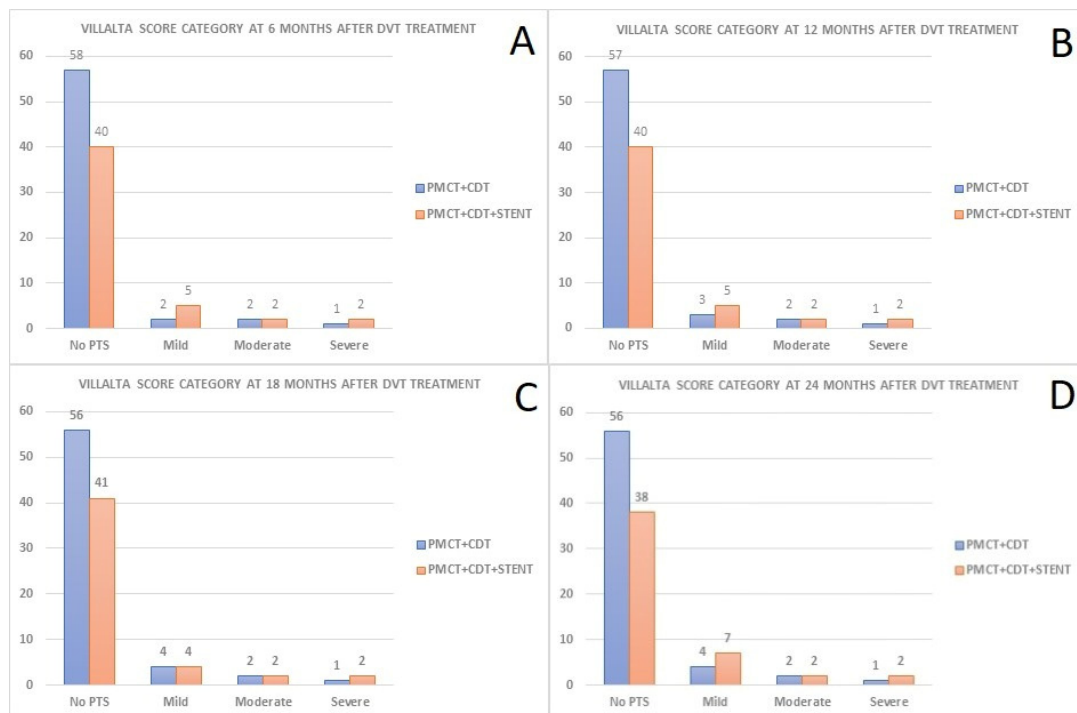 VILLALTA SCORE CATEGORY AT 6 MONTHS AFTER DVT TREATMENT
A
60
58
50
40
40
30
20
10
0
2
5
2
2
1
2
No PTS
Mild
Moderate
Severe
PMCT+CDT
PMCT+CDT+STENT
VILLALTA SCORE CATEGORY AT 12 MONTHS AFTER DVT TREATMENT
B
60
57
50
40
40
30
20
10
0
3
5
2
2
1
2
No PTS
Mild
Moderate
Severe
PMCT+CDT
PMCT+CDT+STENT
VILLALTA SCORE CATEGORY AT 18 MONTHS AFTER DVT TREATMENT
C
60
56
50
40
41
30
20
10
0
4
4
2
2
1
2
No PTS
Mild
Moderate
Severe
PMCT+CDT
PMCT+CDT+STENT
VILLALTA SCORE CATEGORY AT 24 MONTHS AFTER DVT TREATMENT
D
60
56
50
40
38
30
20
10
0
4
7
2
2
1
2
No PTS
Mild
Moderate
Severe
PMCT+CDT
PMCT+CDT+STENT